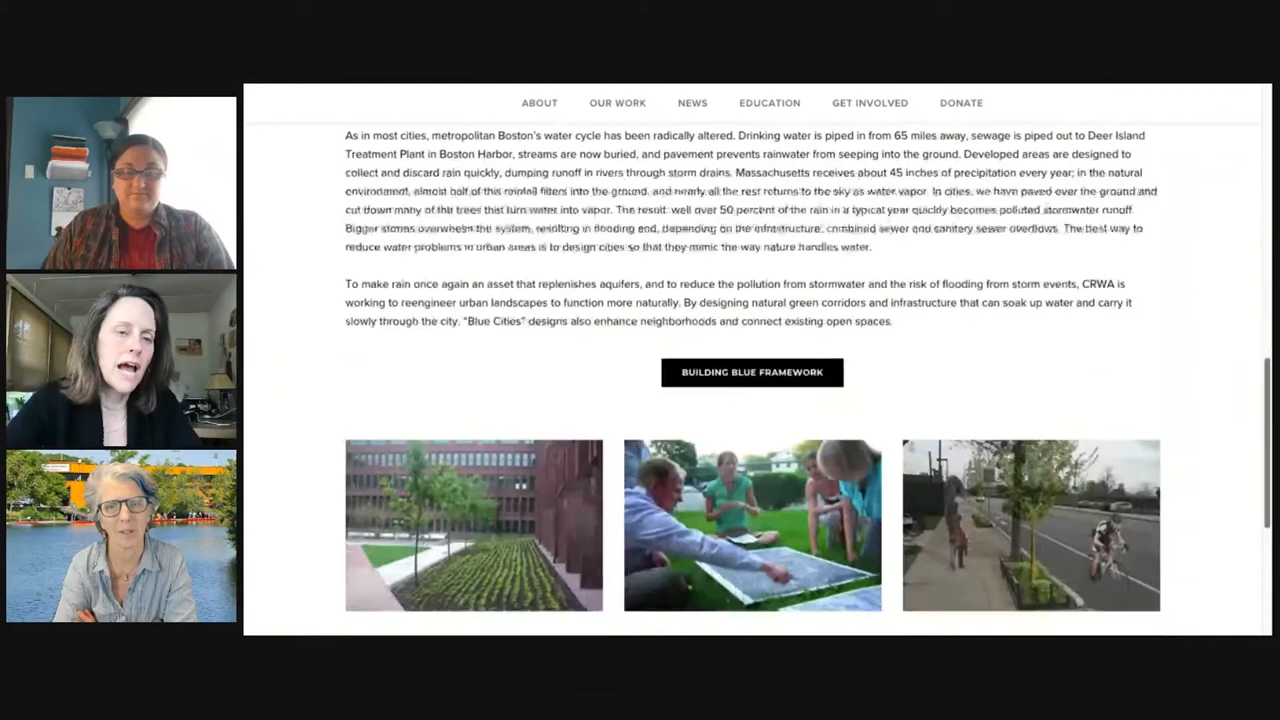 ABOUT OUR WORK NEWS EDUCATION GET INVOLVED DONATE
As in most cities, metropolitan Boston's water cycle has been radically altered. Drinking water is piped in from 65 miles away, sewage is piped out to Deer Island
Treatment Plant in Boston Harbor, streams are now buried, and pavement prevents rainwater from seeping into the ground. Developed areas are designed to
collect and discard rain quickly, dumping runoff in rivers through storm drains. Massachusetts receives about 45 inches of precipitation every year; in the natural
environment, almost half of this rainfall filters into the ground, and nearly all the rest returns to the sky as water vapor. In cities, we have paved over the ground and
cut down many of the trees that turn water into vapor. The result: well over 50 percent of the rain in a typical year quickly becomes polluted stormwater runoff.
Bigger storms overwhelm the system, resulting in flooding and, depending on the infrastructure, combined sewer and sanitary sewer overflows. The best way to
reduce water problems in urban areas is to design cities so that they mimic the way nature handles water.
To make rain once again an asset that replenishes aquifers, and to reduce the pollution from stormwater and the risk of flooding from storm events, CRWA is
working to reengineer urban landscapes to function more naturally. By designing natural green corridors and infrastructure that can soak up water and carry it
slowly through the city. "Blue Cities" designs also enhance neighborhoods and connect existing open spaces.
BUILDING BLUE FRAMEWORK